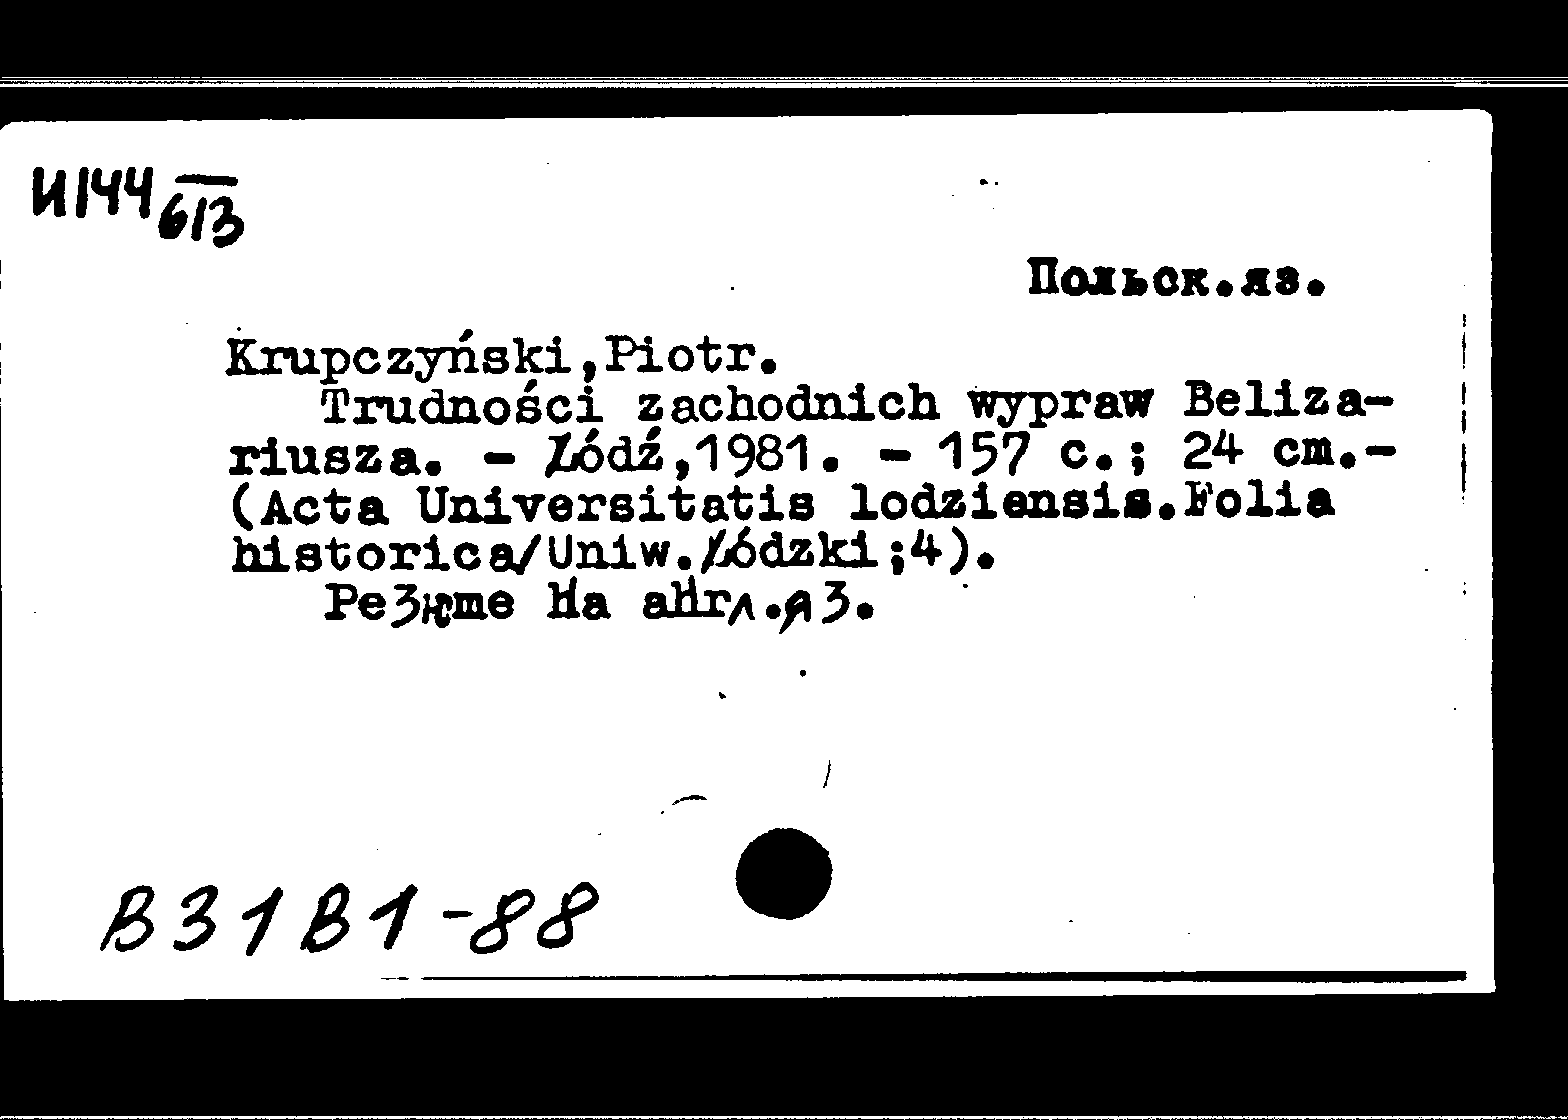 И144 613
Польск.яз.
Krupczyński,Piotr.
Trudności zachodnich wypraw Beliza-
riusza. - Łódź,1981. - 157 c.; 24 cm.-
(Acta Universitatis lodziensis.Folia
historica/Uniw.Łódzki;4).
Резюме на англ.яз.
В31В1-88